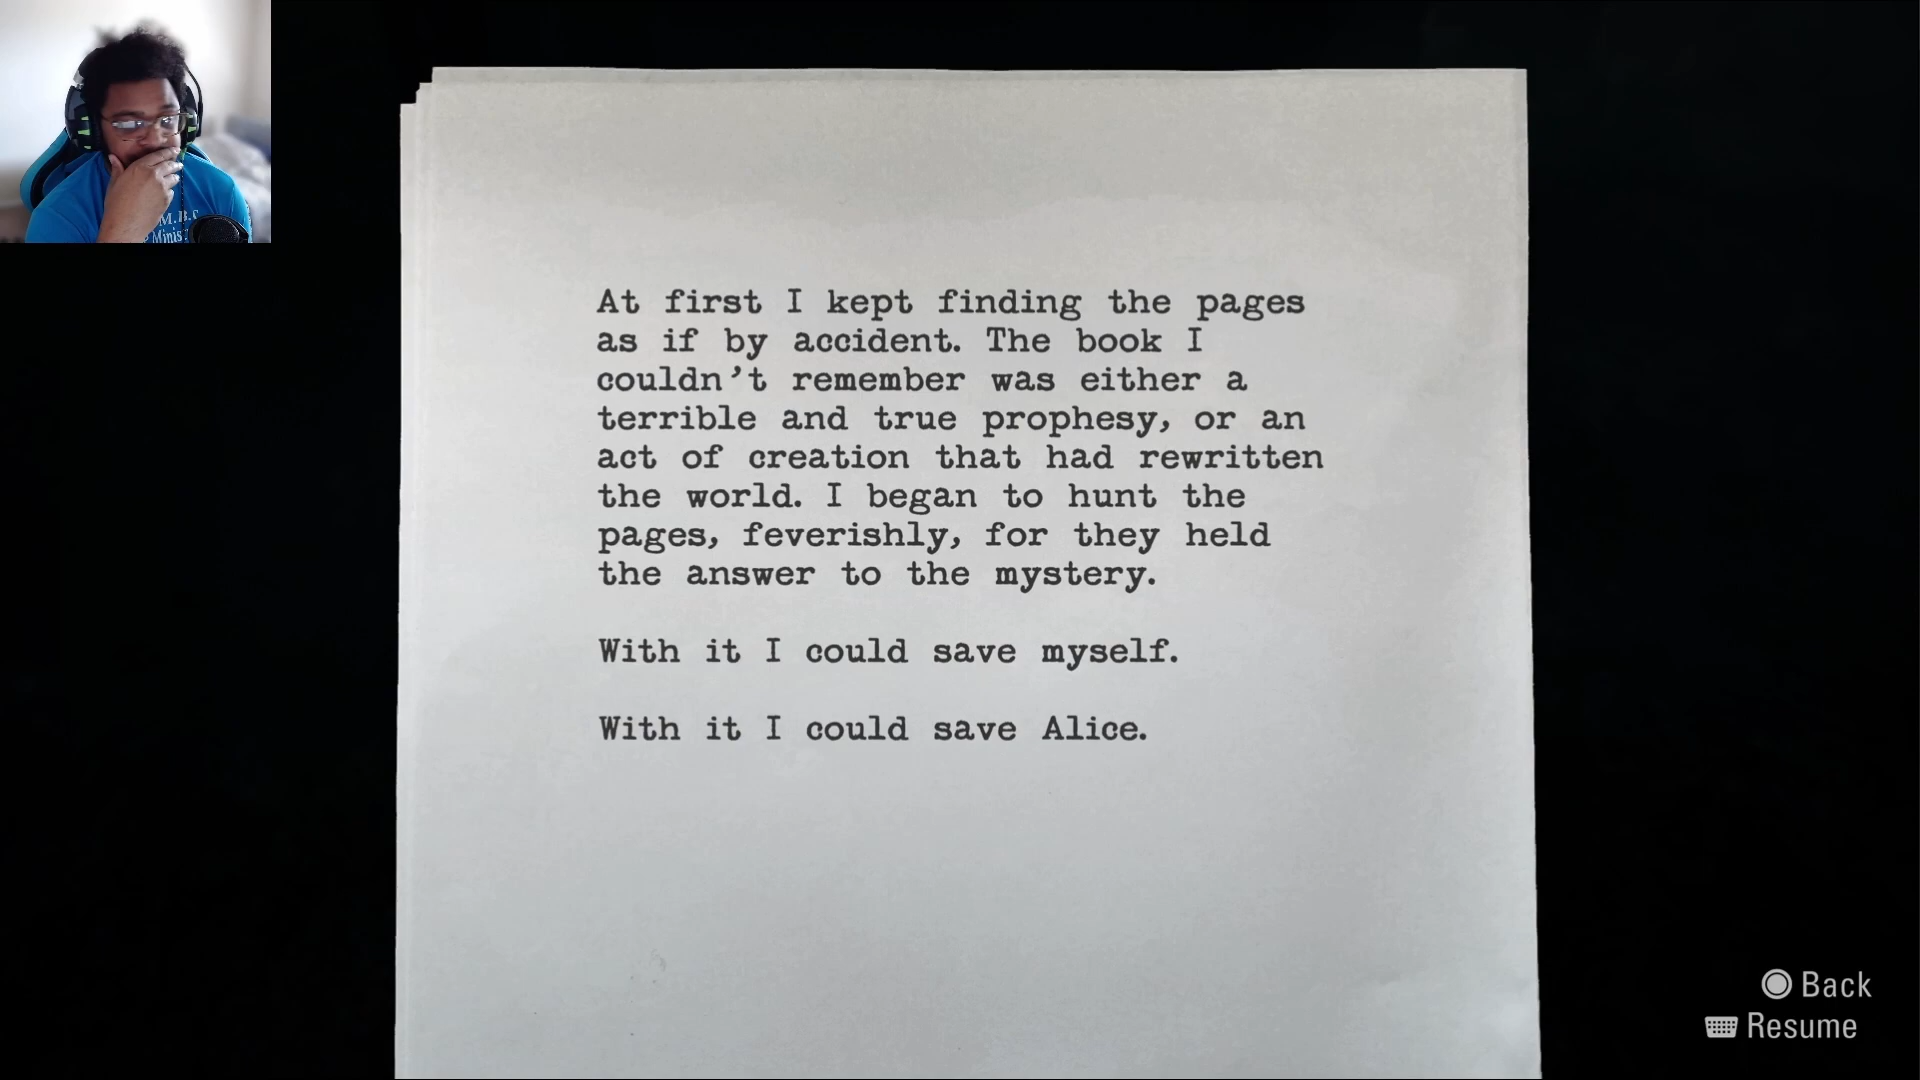 M.B.C
Minis
At first I kept finding the pages
as if by accident. The book I
couldn’t remember was either a
terrible and true prophesy, or an
act of creation that had rewritten
the world. I began to hunt the
pages, feverishly, for they held
the answer to the mystery.
With it I could save myself.
With it I could save Alice.
Back
Resume